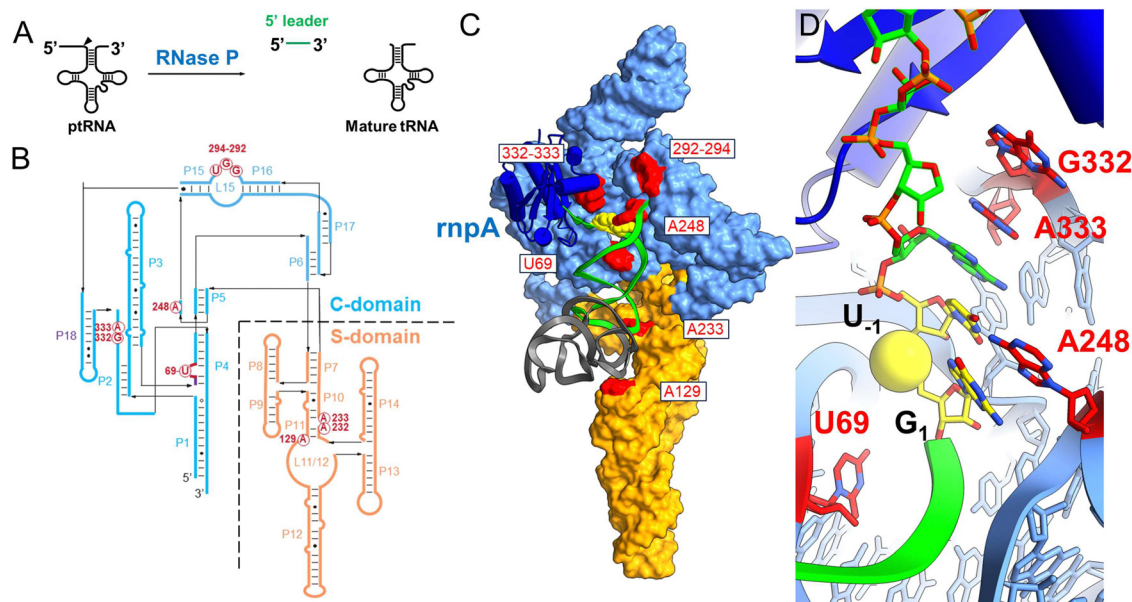 A
5' leader
5' 3'
RNase P
5' 3'
ptRNA
Mature tRNA
B
294-292
U G G
P15
P16
L15
P17
P3
P6
248 A
P5
C-domain
S-domain
P18
333 A
332 G
69 U
P4
P2
P8
P7
P10
P14
P9
P11
A 233
A 232
129 A
P1
L11/12
P13
5'
3'
P12
C
332-333
292-294
rnpA
A248
U69
A233
A129
D
G332
A333
U-1
A248
U69
G1